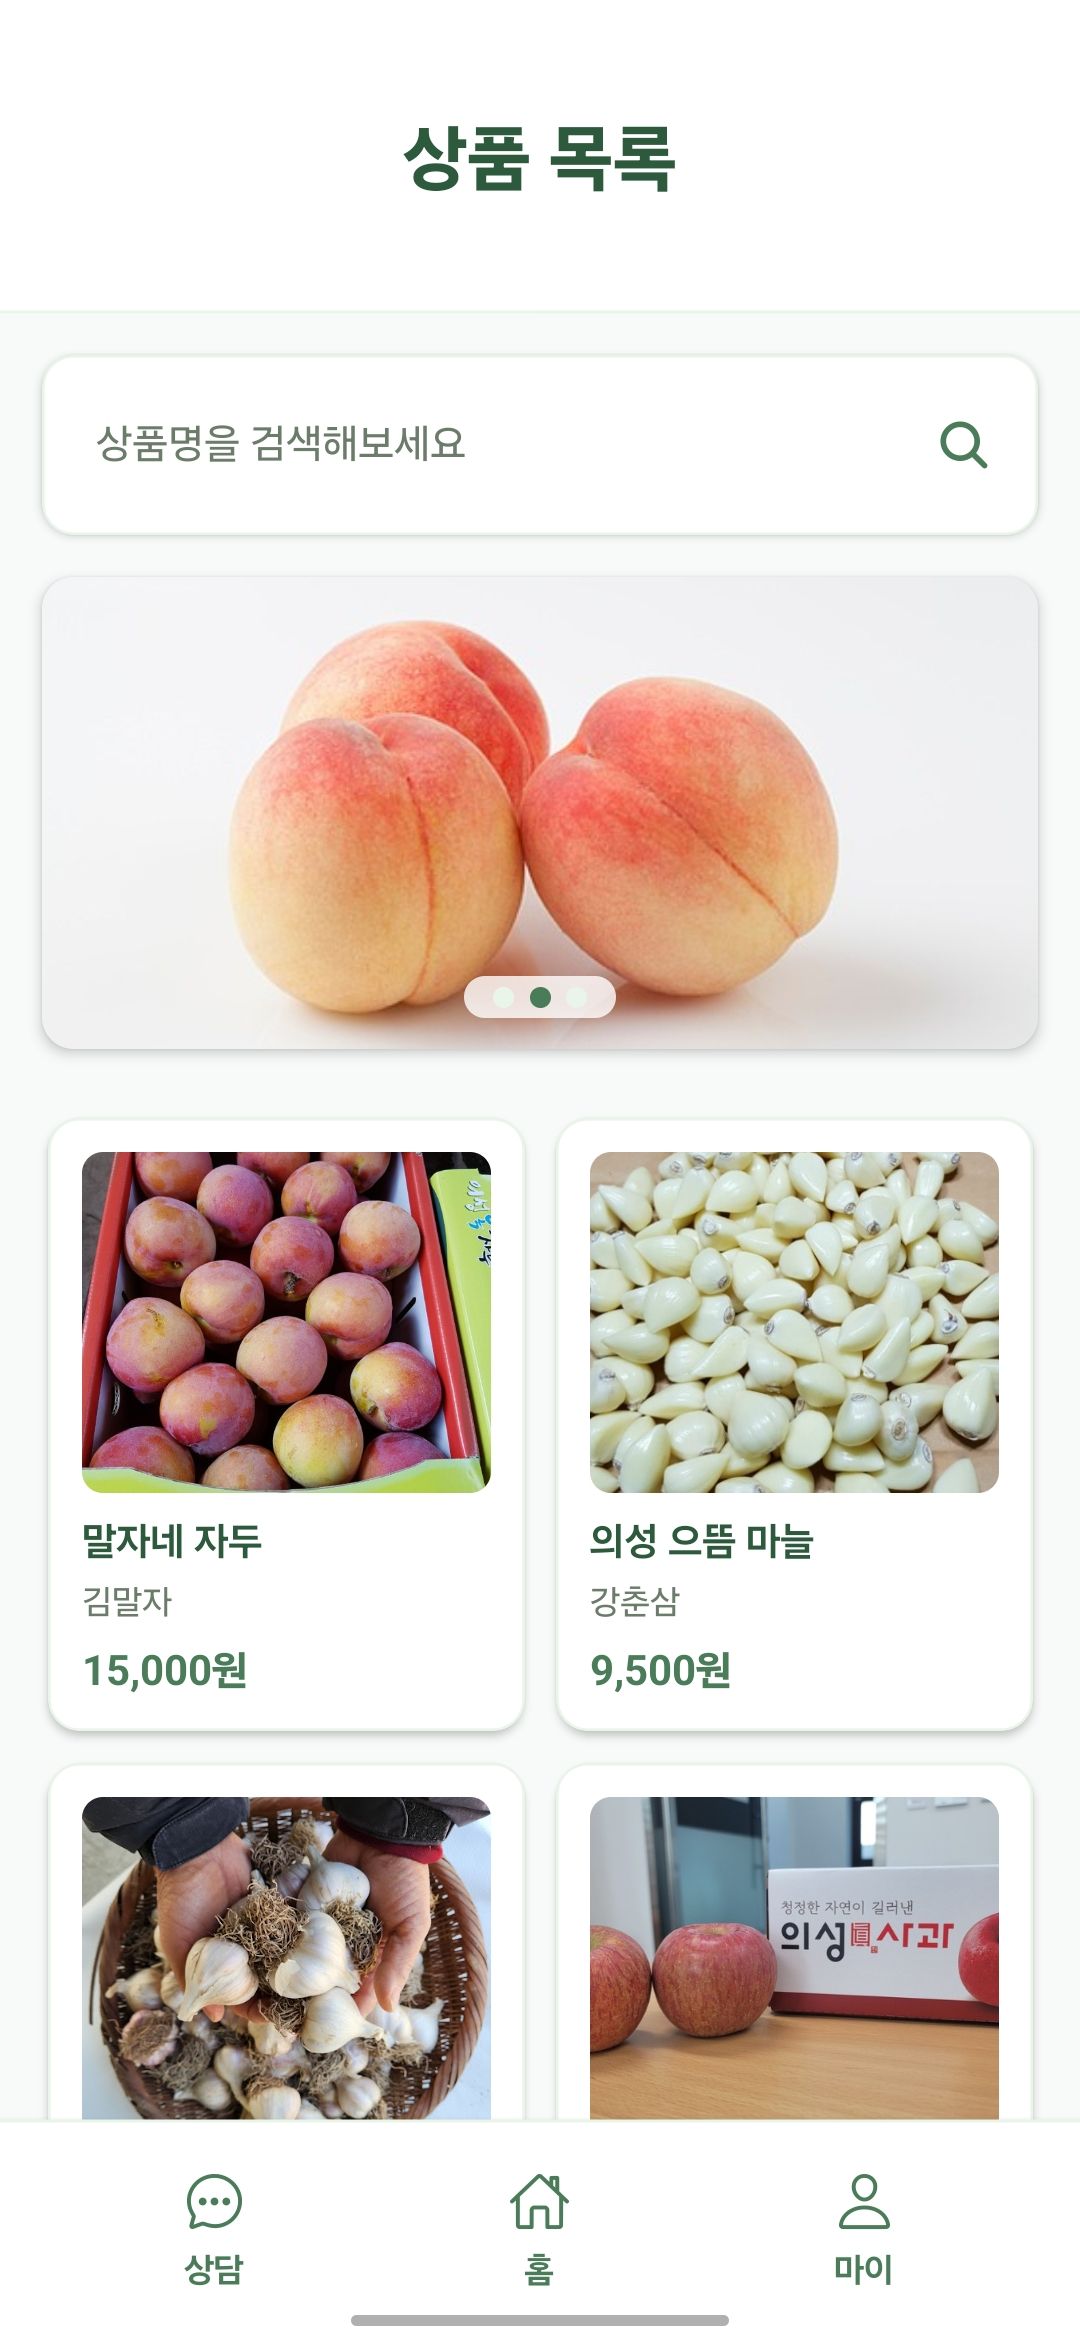 상품 목록
상품명을 검색해보세요
의성
말자네 자두
김말자
15,000원
의성 으뜸 마늘
강춘삼
9,500원
청정한 자연이 길러낸
의성眞사과
상담
홈
마이